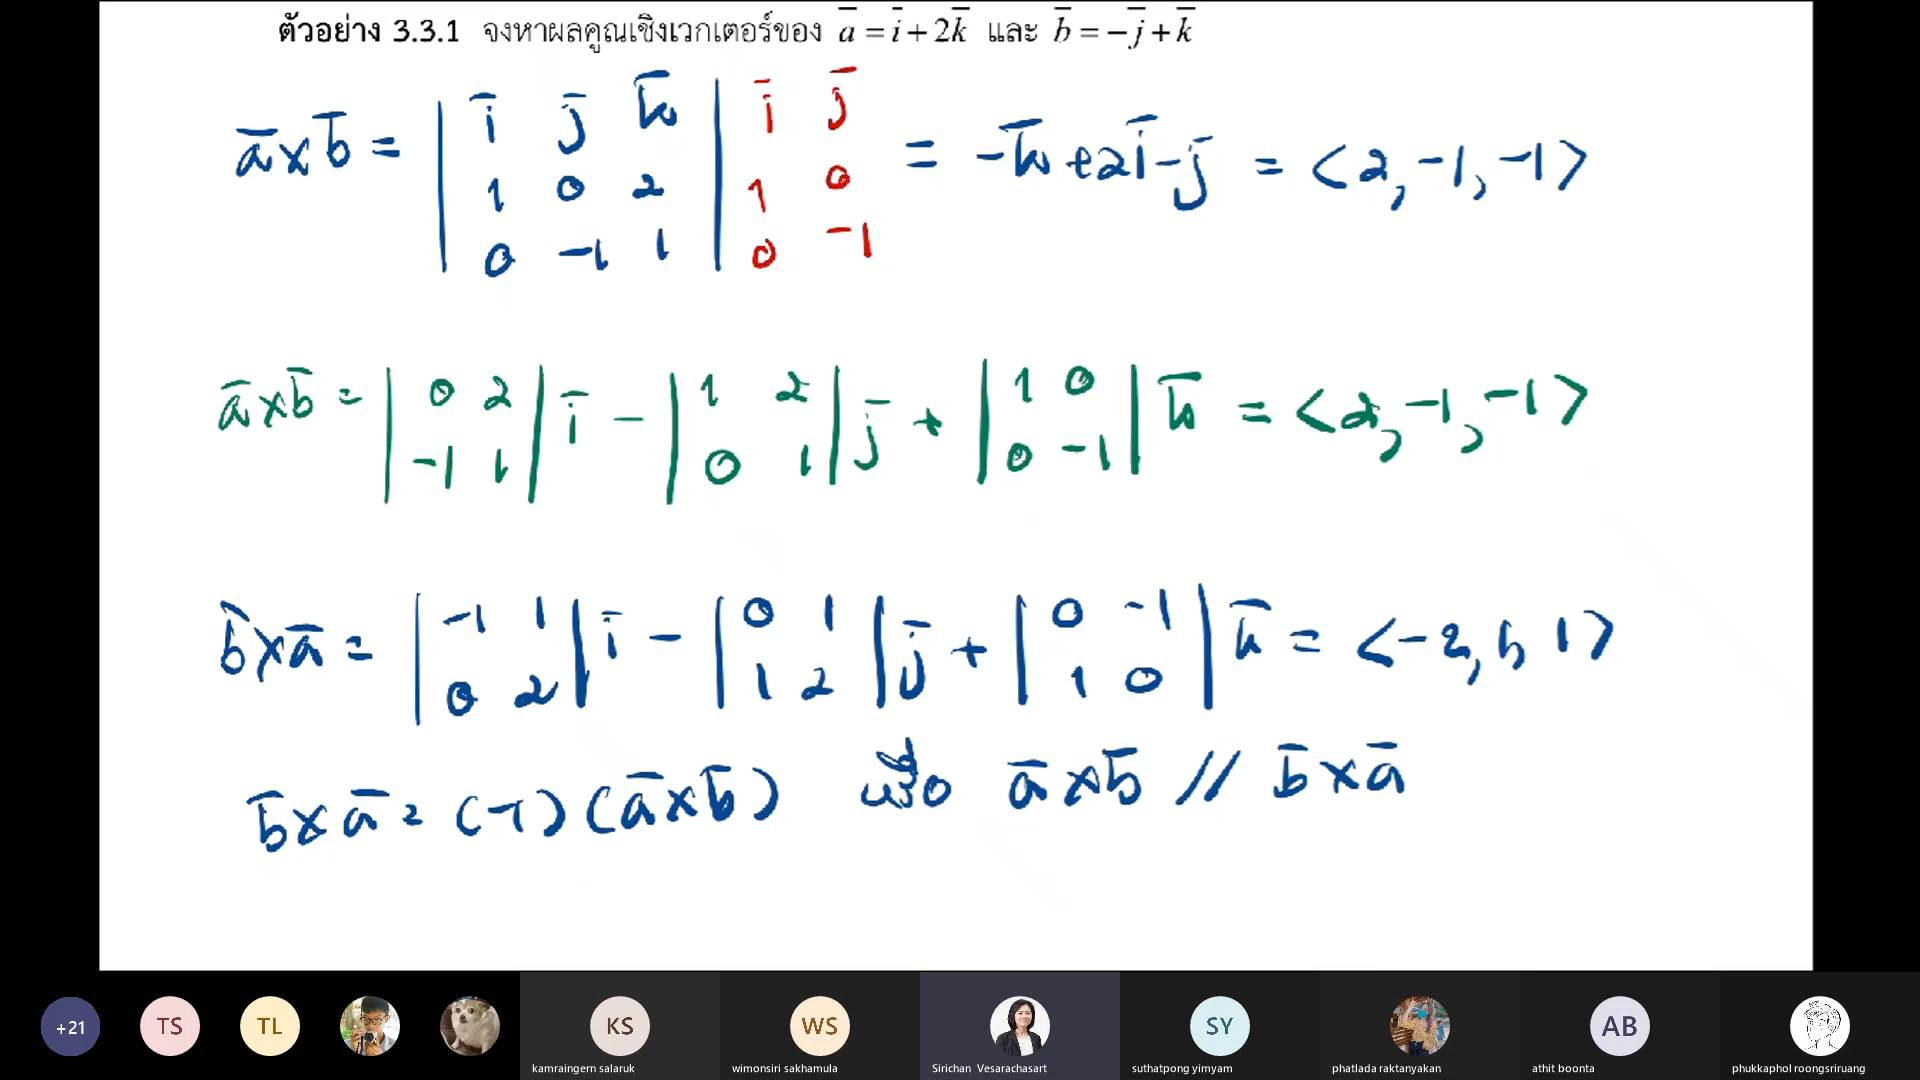 ตัวอย่าง 3.3.1 จงหาผลคูณเชิงเวกเตอร์ของ a̅ = i̅ + 2k̅ และ b̅ = −j̅ + k̅
a̅ × b̅ = | i̅ j̅ k̅ | i̅ j̅ = −k̅ + 2i̅ − j̅ = <2, −1, −1>
1 0 2 | 1 0
0 −1 1 | 0 −1
a̅ × b̅ = | 0 2 | i̅ − | 1 2 | j̅ + | 1 0 | k̅ = <2, −1, −1>
| −1 1 | | 0 1 | | 0 −1 |
b̅ × a̅ = | −1 1 | i̅ − | 0 1 | j̅ + | 0 −1 | k̅ = <−2, 1, 1>
| 0 2 | | 1 2 | | 1 0 |
b̅ × a̅ = (−1)(a̅ × b̅) a̅ × b̅ // b̅ × a̅
+21 TS TL KS WS SY AB
kamraingern salaruk wimonsiri sakhamula Sirichan Vesarachasart suthatpong yimyam phatlada raktanyakan athit boonta phukkaphol roongsriruang